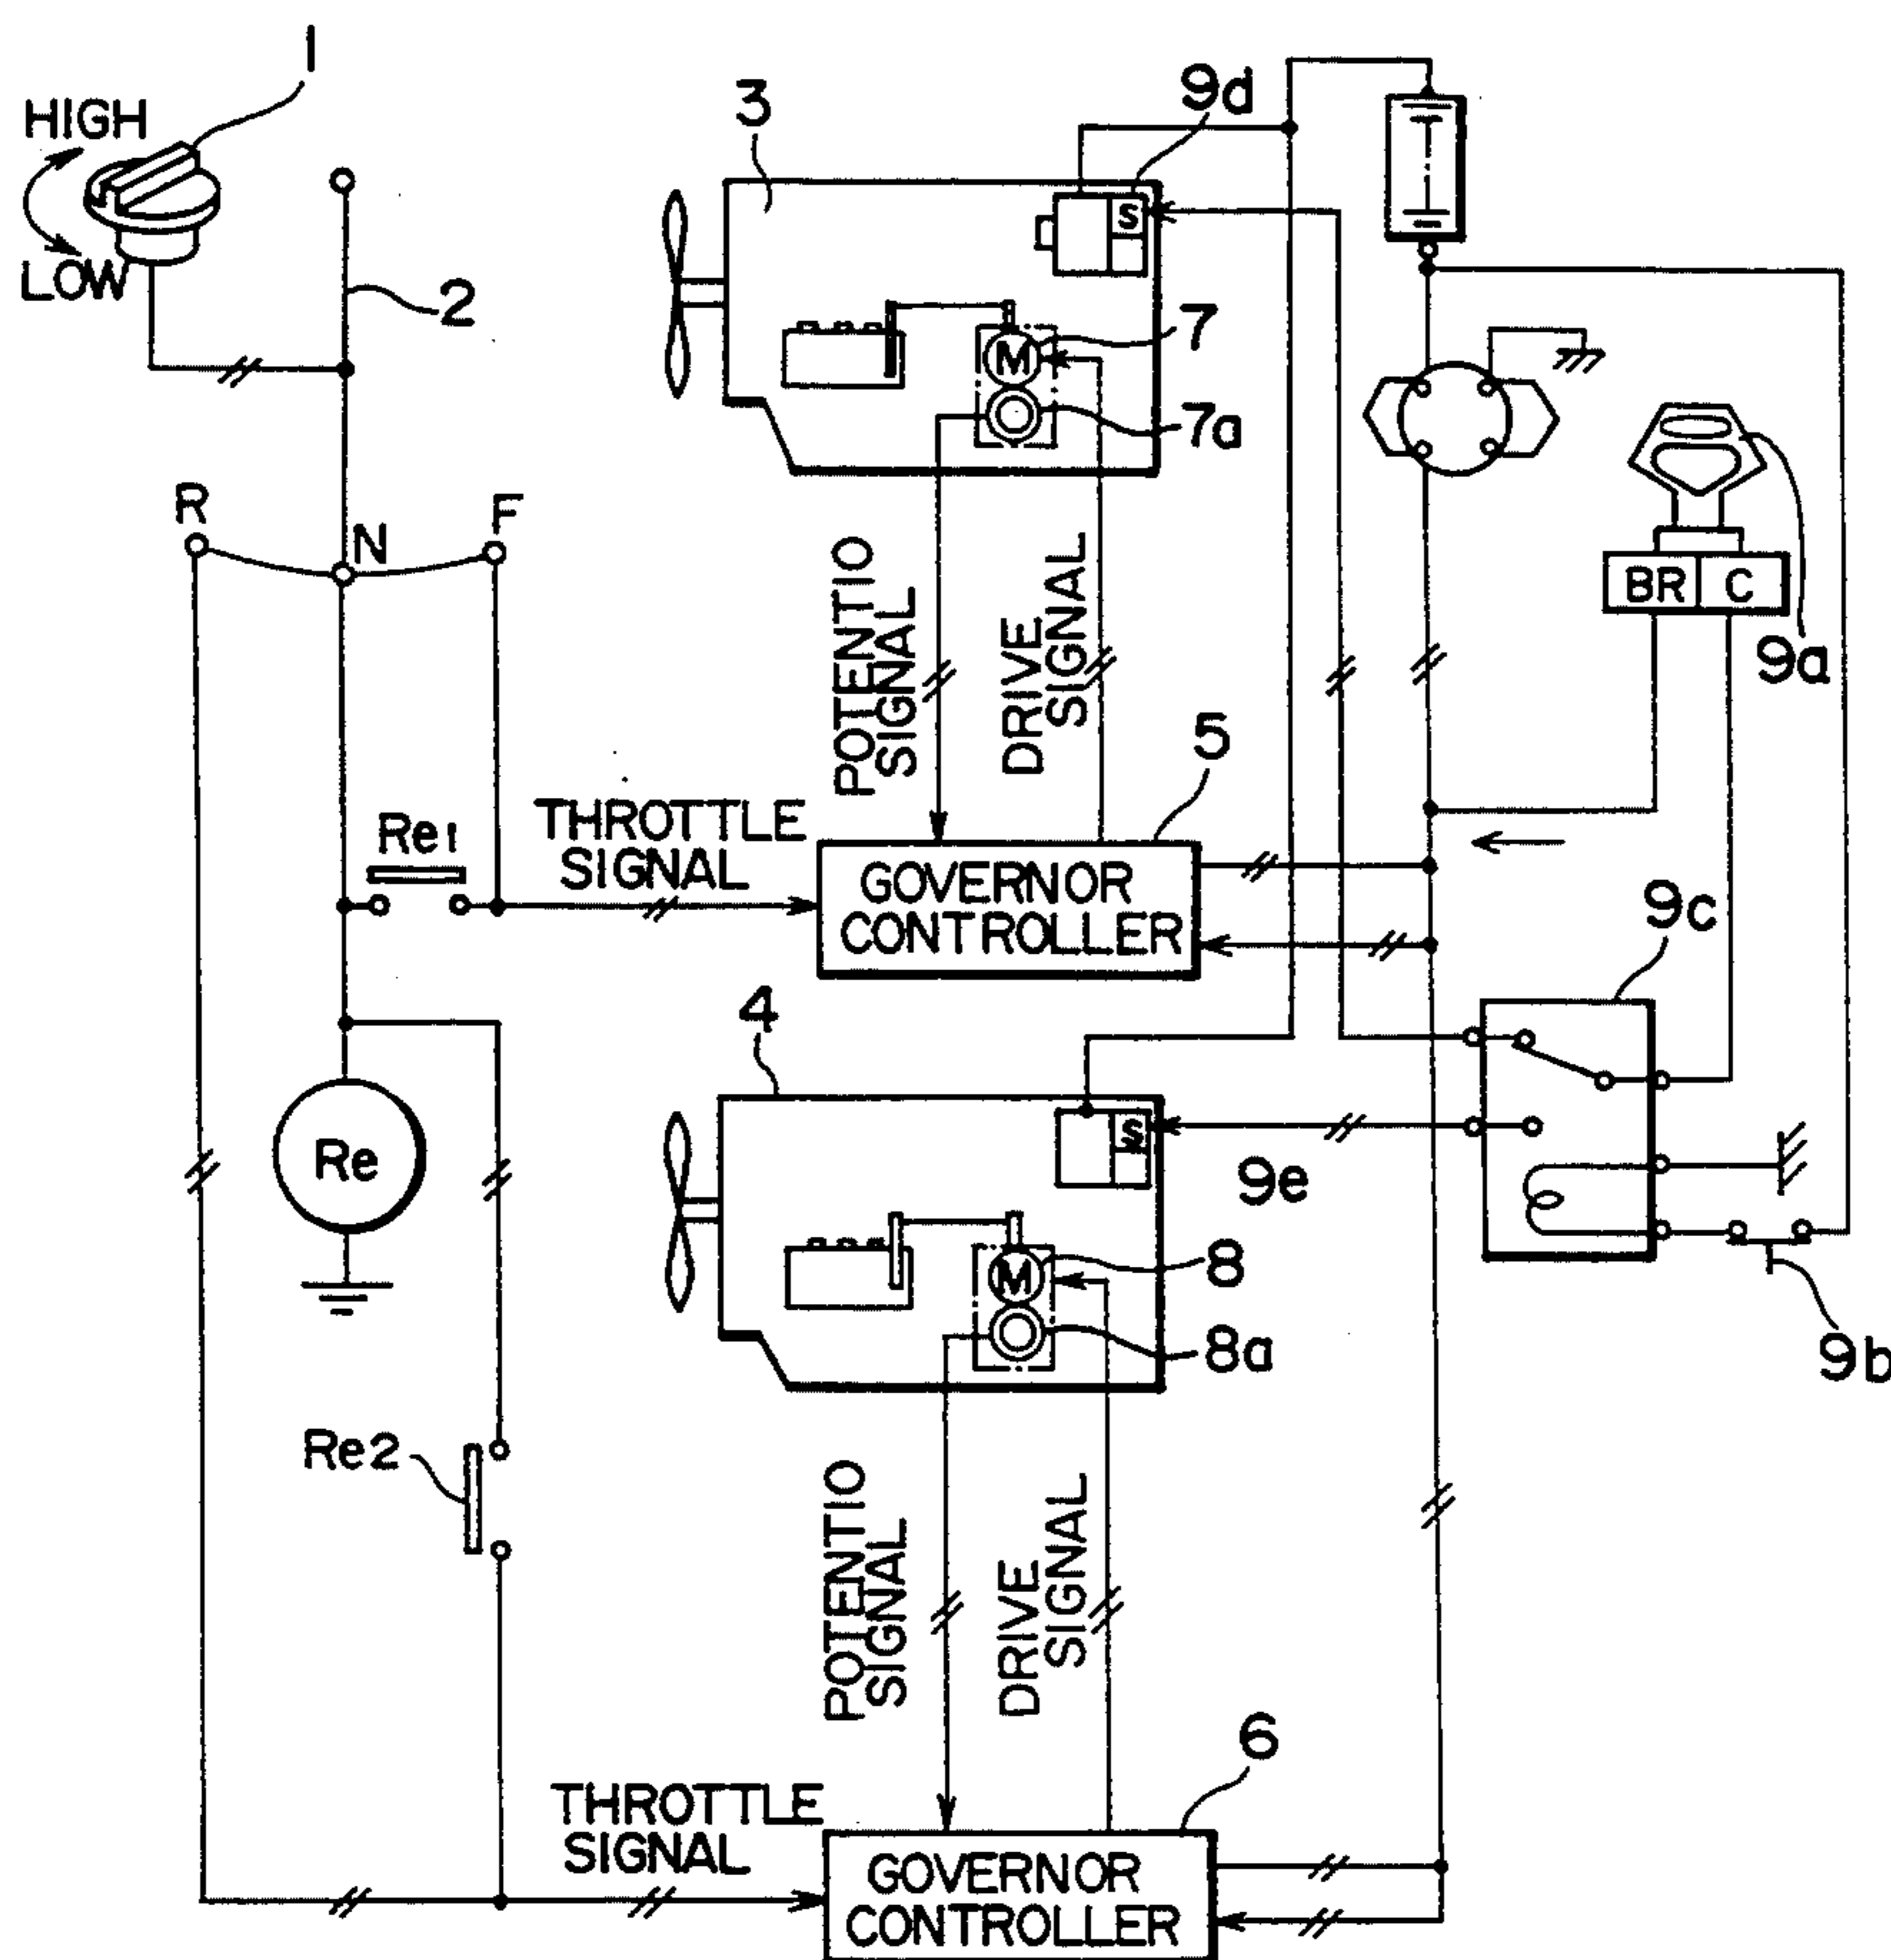 1
HIGH
LOW
2
3
9d
S
M
7
7a
R
N
F
BR
C
9a
POTENTIO
SIGNAL
DRIVE
SIGNAL
5
Re1
THROTTLE
SIGNAL
GOVERNOR
CONTROLLER
9c
4
S
9e
Re
M
8
8a
9b
Re2
POTENTIO
SIGNAL
DRIVE
SIGNAL
6
THROTTLE
SIGNAL
GOVERNOR
CONTROLLER